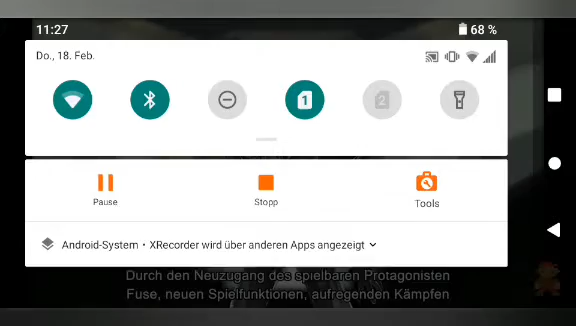 11:27
68 %
Do., 18. Feb.
1
2
Pause
Stopp
Tools
Android-System • XRecorder wird über anderen Apps angezeigt
Durch den Neuzugang des spielbaren Protagonisten
Fuse, neuen Spielfunktionen, aufregenden Kämpfen